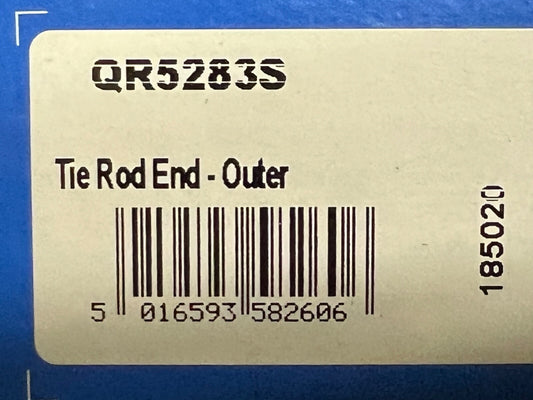 QR5283S
Tie Rod End - Outer
5 016593 582606
185020